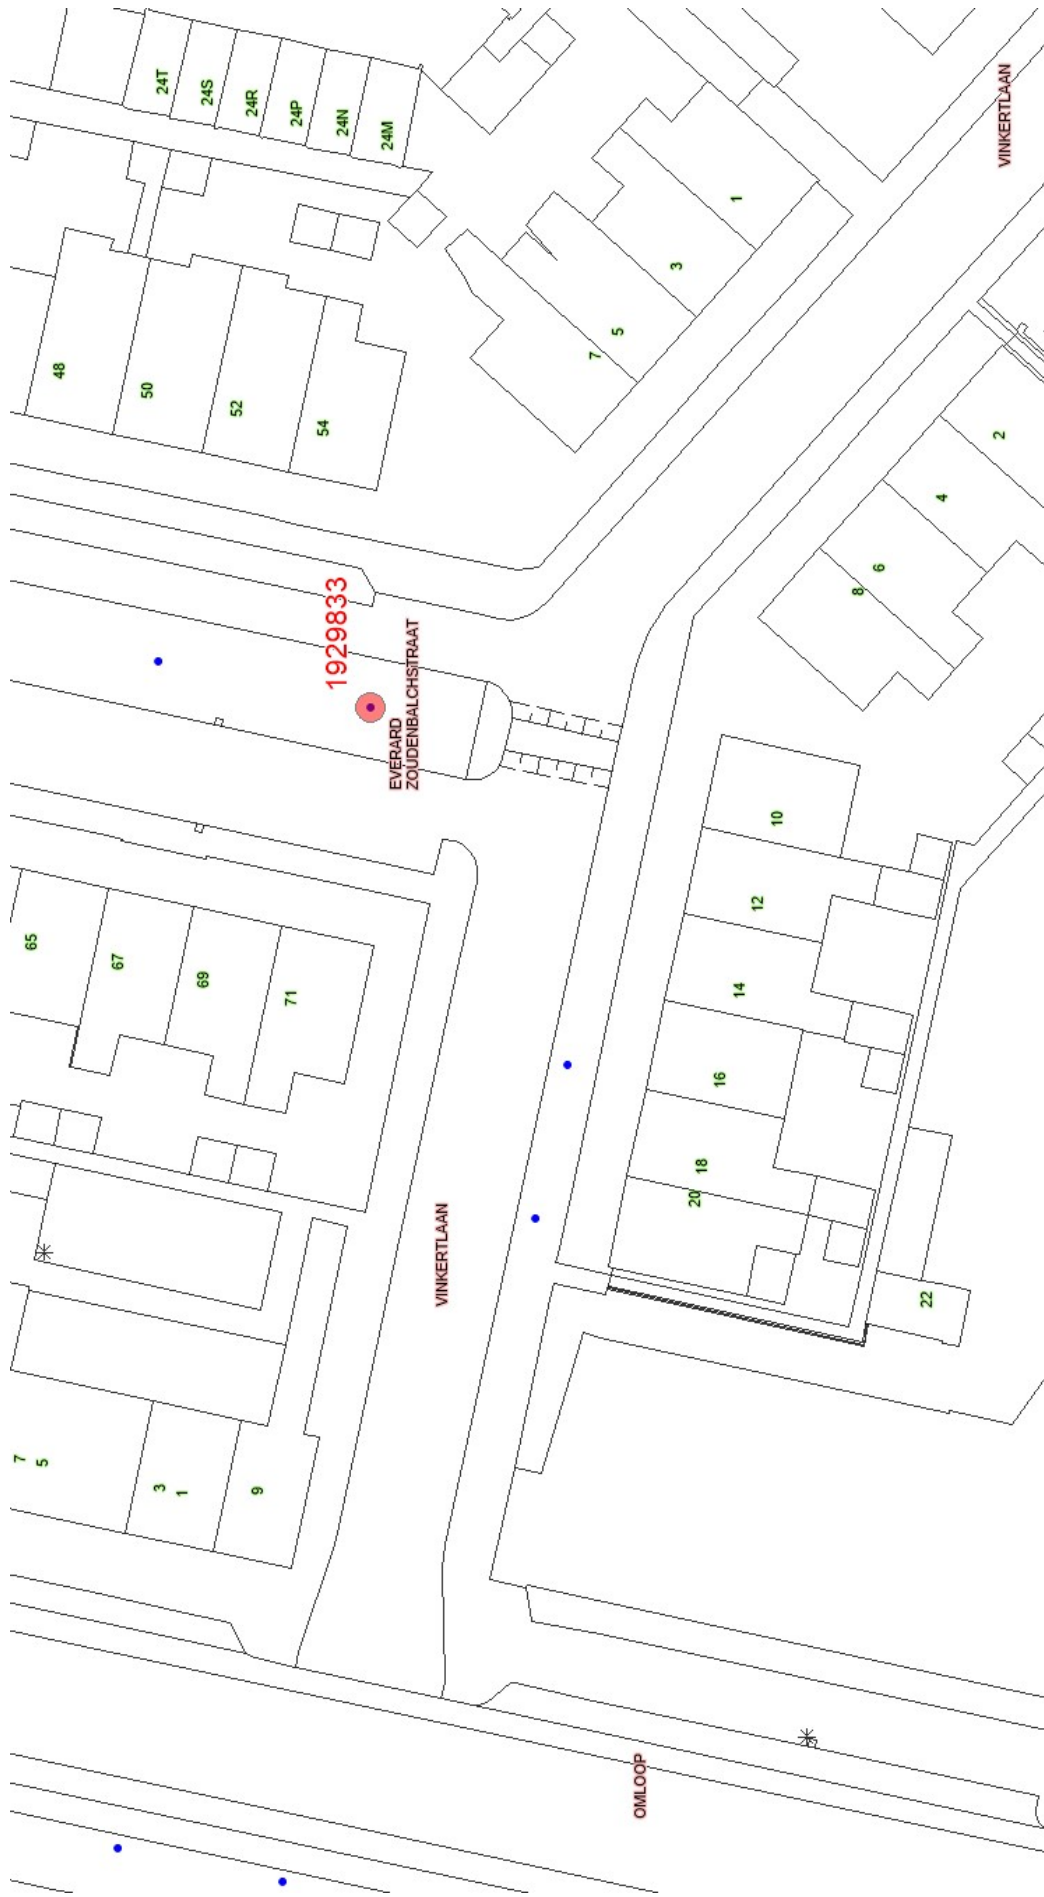 24T
24S
24R
24P
24N
24M
VINKERTLAAN
1
3
5
7
48
50
52
54
2
4
6
8
1929833
EVERARD
ZOUDENBALCHSTRAAT
10
12
14
16
18
20
22
65
67
69
71
VINKERTLAAN
7
5
3
1
9
OMLOOP